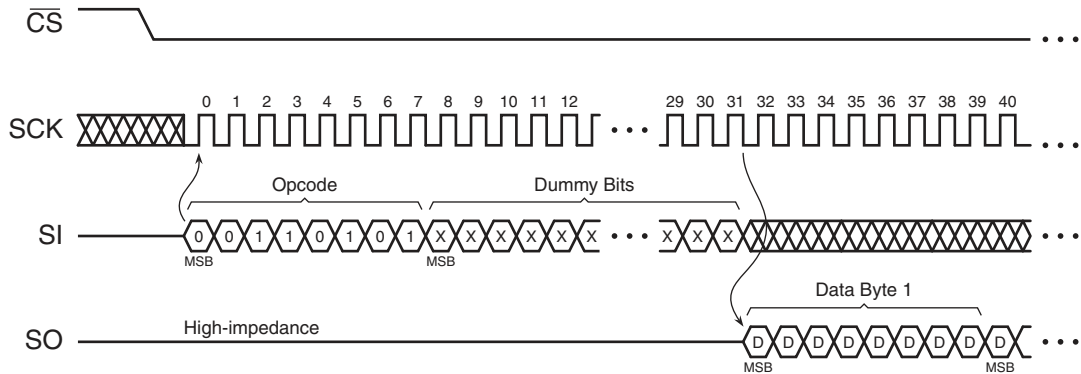 CS
SCK
0 1 2 3 4 5 6 7 8 9 10 11 12 29 30 31 32 33 34 35 36 37 38 39 40
Opcode Dummy Bits
SI
0 0 1 1 0 1 0 1 X X X X X X X X X
MSB MSB
Data Byte 1
SO
High-impedance
D D D D D D D D D
MSB MSB